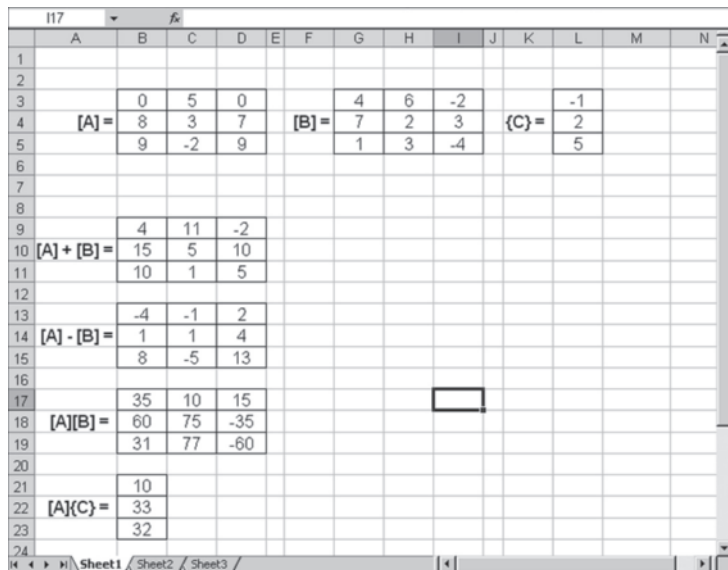 I17 fx
A B C D E F G H I J K L M N
1
2
3 0 5 0 4 6 -2 -1
4 [A] = 8 3 7 [B] = 7 2 3 {C} = 2
5 9 -2 9 1 3 -4 5
6
7
8
9 4 11 -2
10 [A] + [B] = 15 5 10
11 10 1 5
12
13 -4 -1 2
14 [A] - [B] = 1 1 4
15 8 -5 13
16
17 35 10 15
18 [A][B] = 60 75 -35
19 31 77 -60
20
21 10
22 [A]{C} = 33
23 32
24
Sheet1 / Sheet2 / Sheet3 /